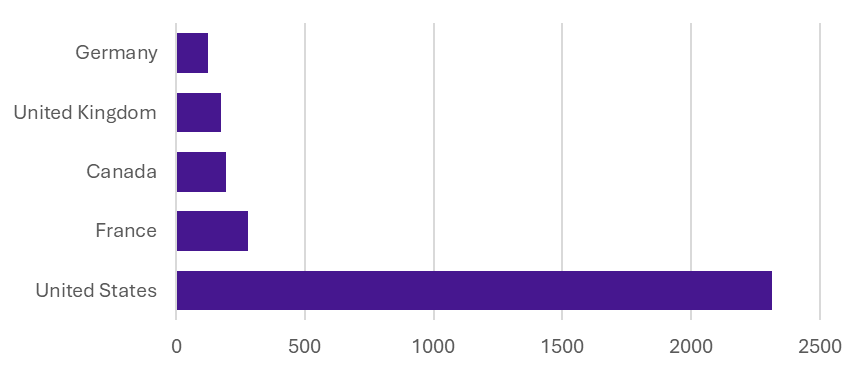 Germany
United Kingdom
Canada
France
United States
0 500 1000 1500 2000 2500